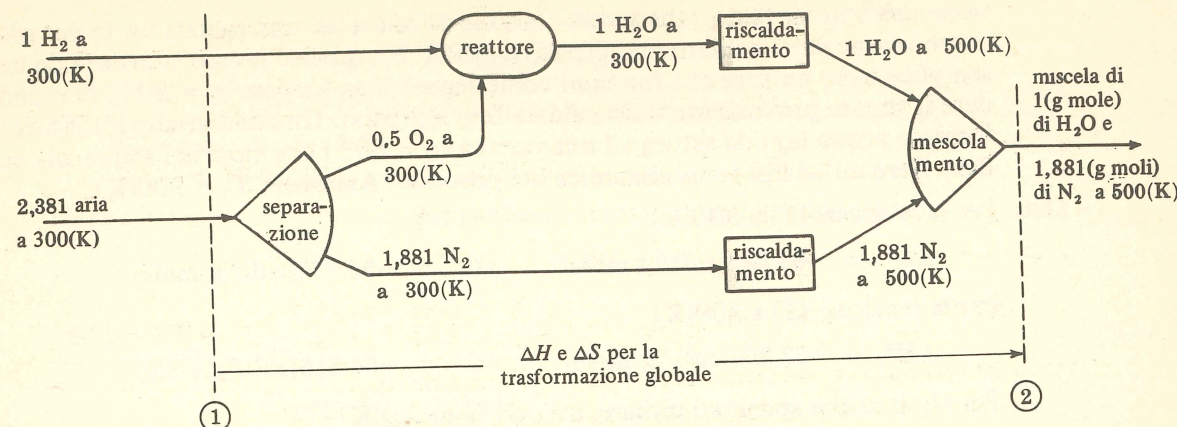 1 H₂ a
300(K)
reattore
1 H₂O a
300(K)
riscalda-
mento
1 H₂O a 500(K)
0,5 O₂ a
300(K)
mescola
mento
miscela di
1(g mole)
di H₂O e
1,881(g moli)
di N₂ a 500(K)
2,381 aria
a 300(K)
separa-
zione
1,881 N₂
a 300(K)
riscalda-
mento
1,881 N₂
a 500(K)
ΔH e ΔS per la
trasformazione globale
1
2